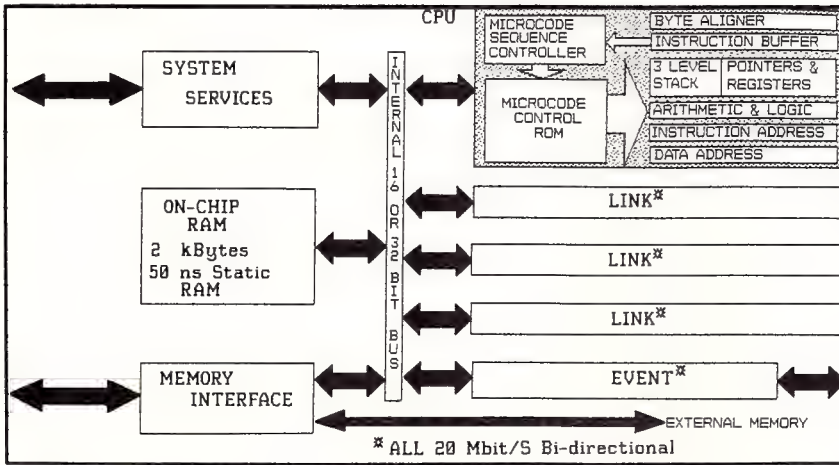 CPU
SYSTEM
SERVICES
ON-CHIP
RAM
2 kBytes
50 ns Static
RAM
MEMORY
INTERFACE
INTERNAL 16 OR 32 BIT BUS
MICROCODE
SEQUENCE
CONTROLLER
MICROCODE
CONTROL
ROM
BYTE ALIGNER
INSTRUCTION BUFFER
3 LEVEL
STACK
POINTERS &
REGISTERS
ARITHMETIC & LOGIC
INSTRUCTION ADDRESS
DATA ADDRESS
LINK¤
LINK¤
LINK¤
EVENT¤
EXTERNAL MEMORY
¤ ALL 20 Mbit/S Bi-directional